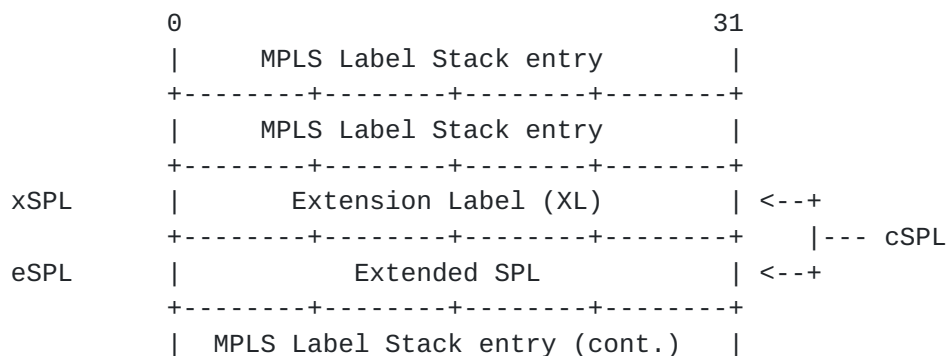 0                                  31
            |     MPLS Label Stack entry        |
            +--------+--------+--------+--------+
            |     MPLS Label Stack entry        |
            +--------+--------+--------+--------+
xSPL        |       Extension Label (XL)        | <--+
            +--------+--------+--------+--------+    |--- cSPL
eSPL        |           Extended SPL            | <--+
            +--------+--------+--------+--------+
            |  MPLS Label Stack entry (cont.)   |